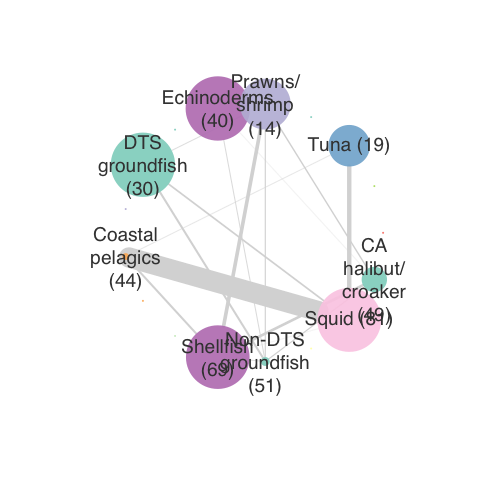 Prawns/
shrimp
(14)
Echinoderms
(40)
Tuna (19)
DTS
groundfish
(30)
Coastal
pelagics
(44)
CA
halibut/
croaker
(49)
Squid (81)
Shellfish
(69)
Non-DTS
groundfish
(51)